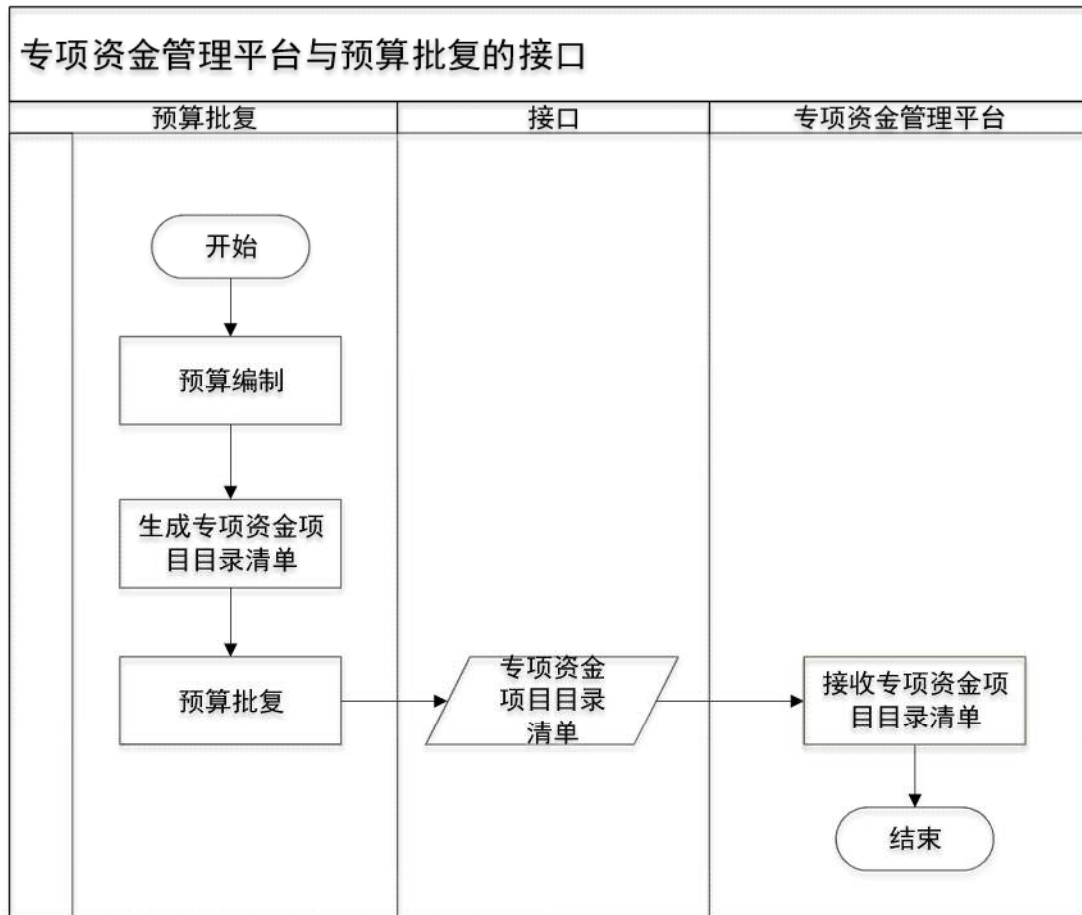 专项资金管理平台与预算批复的接口
预算批复
接口
专项资金管理平台
开始
预算编制
生成专项资金项
目目录清单
预算批复
专项资金
项目目录
清单
接收专项资金项
目目录清单
结束